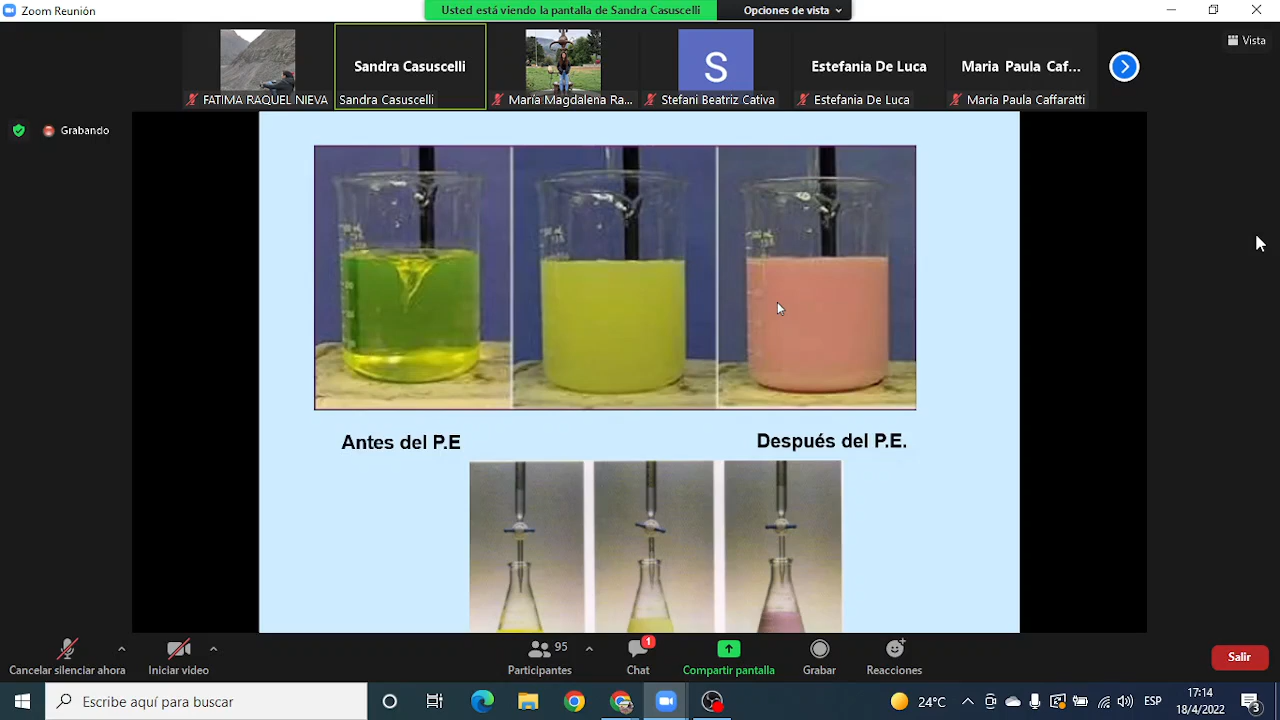 Zoom Reunión
Usted está viendo la pantalla de Sandra Casuscelli
Opciones de vista
Vista
Sandra Casuscelli
S
Estefania De Luca
Maria Paula Caf...
FATIMA RAQUEL NIEVA
Sandra Casuscelli
María Magdalena Ra...
Stefani Beatriz Cativa
Estefania De Luca
Maria Paula Caffaratti
Grabando
Antes del P.E
Después del P.E.
Cancelar silenciar ahora
Iniciar video
95
Participantes
1
Chat
Compartir pantalla
Grabar
Reacciones
Salir
Escribe aquí para buscar
24°C
ESP
17:14
18/4/2022
3